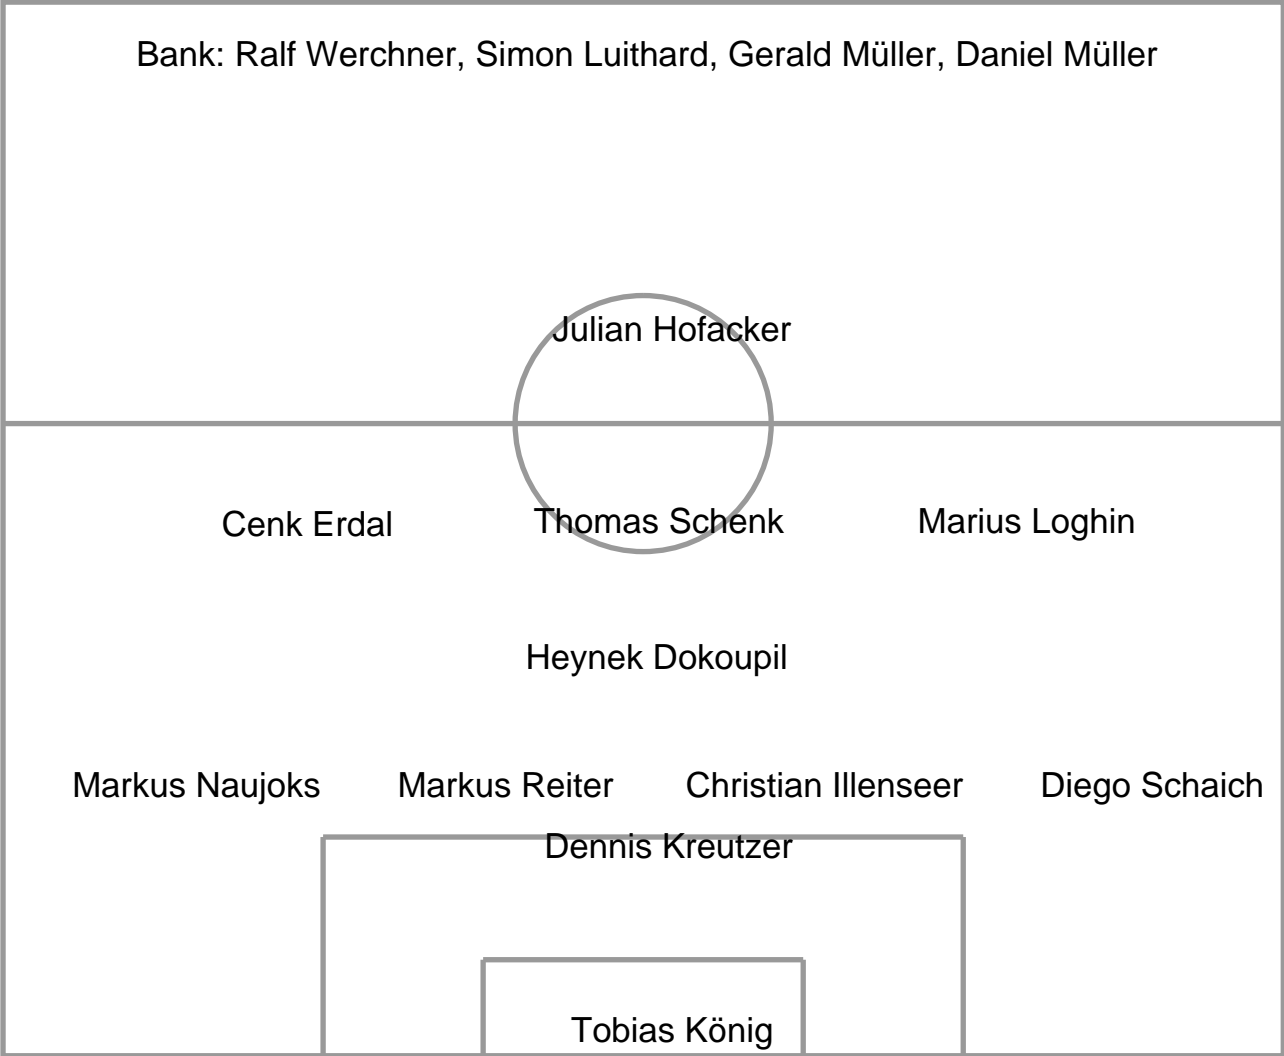 Bank: Ralf Werchner, Simon Luithard, Gerald Müller, Daniel Müller
Julian Hofacker
Cenk Erdal Thomas Schenk Marius Loghin
Heynek Dokoupil
Markus Naujoks Markus Reiter Christian Illenseer Diego Schaich
Dennis Kreutzer
Tobias König